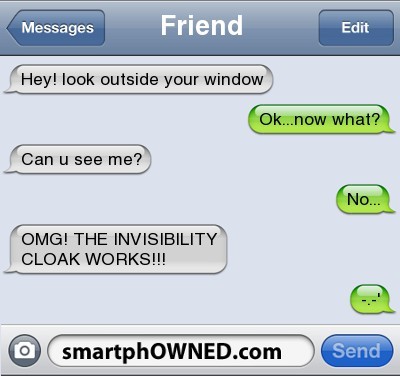 Messages
Friend
Edit
Hey! look outside your window
Ok...now what?
Can u see me?
No...
OMG! THE INVISIBILITY
CLOAK WORKS!!!
-.-'
smartphOWNED.com
Send